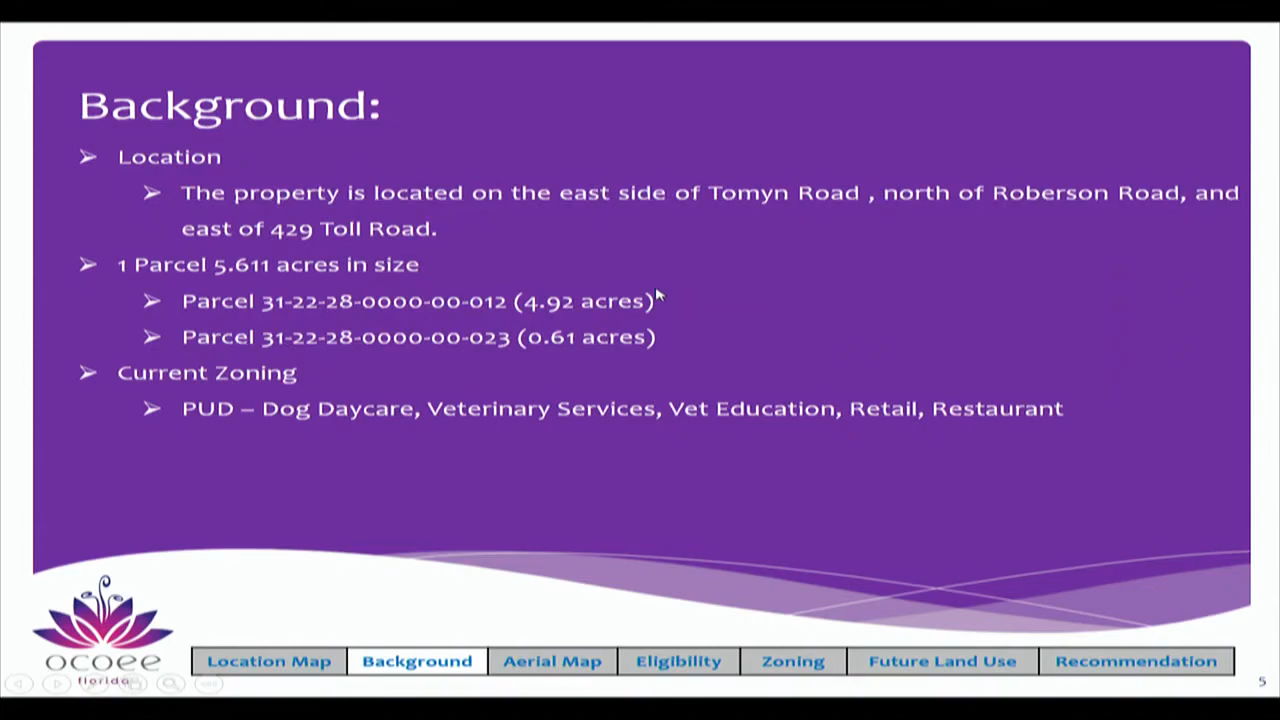 Background:
Location
The property is located on the east side of Tomyn Road , north of Roberson Road, and
east of 429 Toll Road.
1 Parcel 5.611 acres in size
Parcel 31-22-28-0000-00-012 (4.92 acres)
Parcel 31-22-28-0000-00-023 (0.61 acres)
Current Zoning
PUD – Dog Daycare, Veterinary Services, Vet Education, Retail, Restaurant
ocoee
florida
Location Map
Background
Aerial Map
Eligibility
Zoning
Future Land Use
Recommendation
5